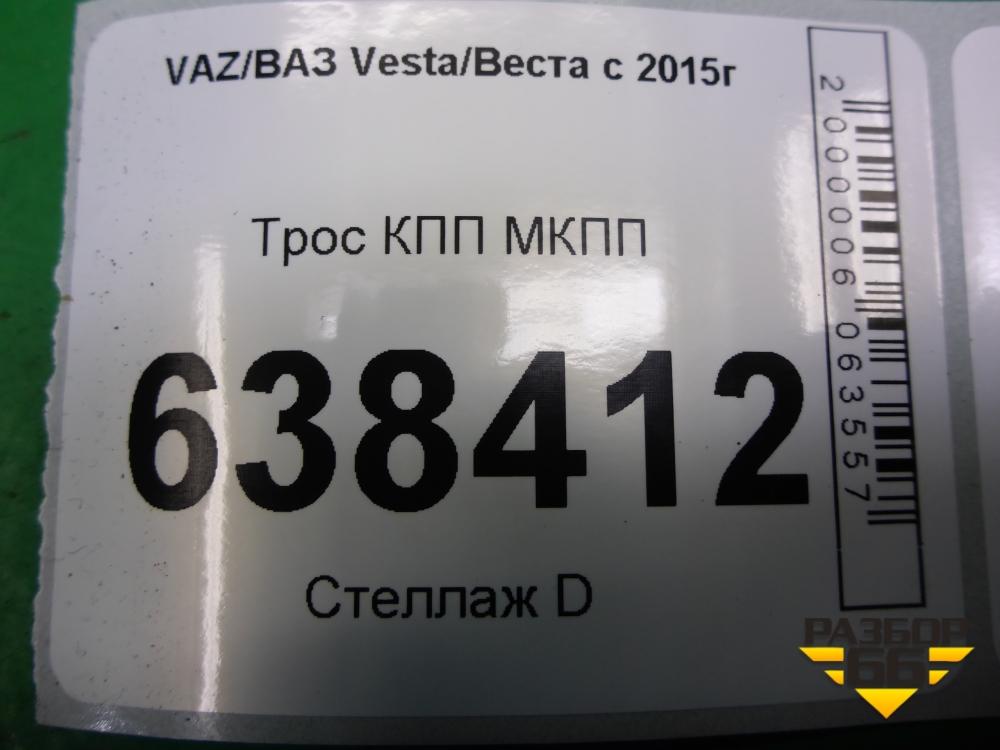 VAZ/ВАЗ Vesta/Веста с 2015г
Трос КПП МКПП
638412
Стеллаж D
2000006063557
РАЗБОР
66